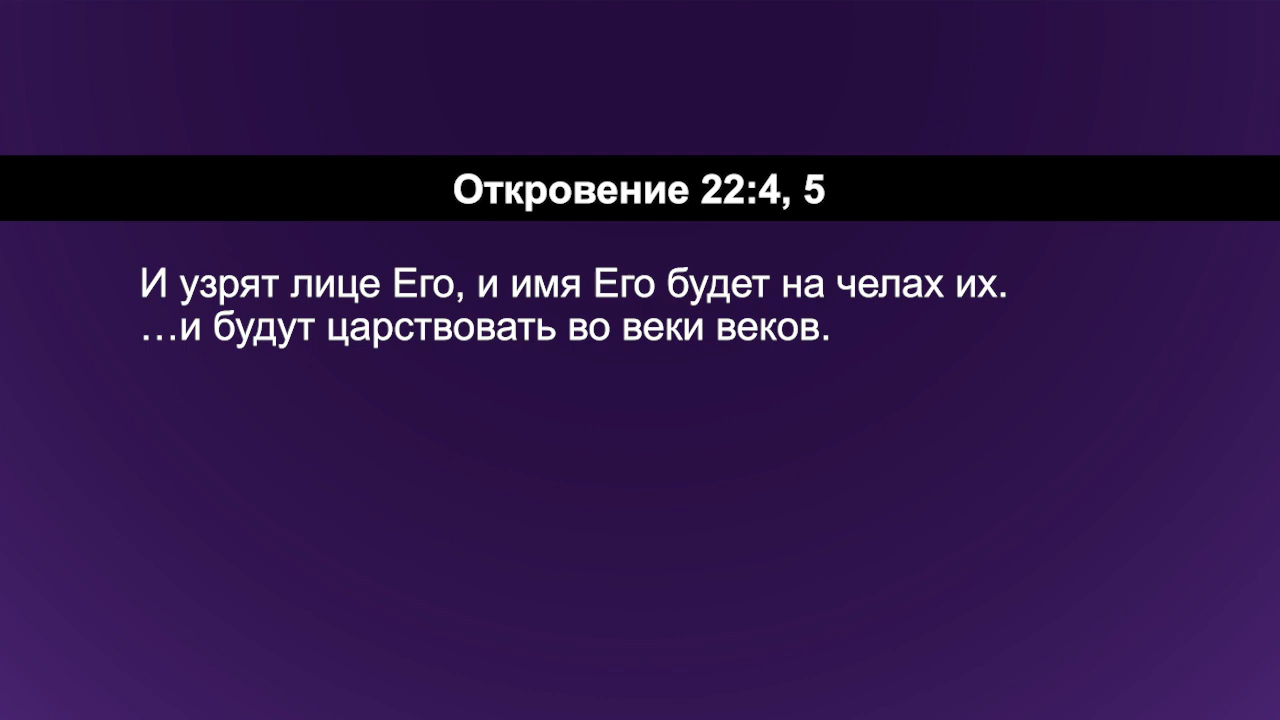 Откровение 22:4, 5
И узрят лице Его, и имя Его будет на челах их.
…и будут царствовать во веки веков.